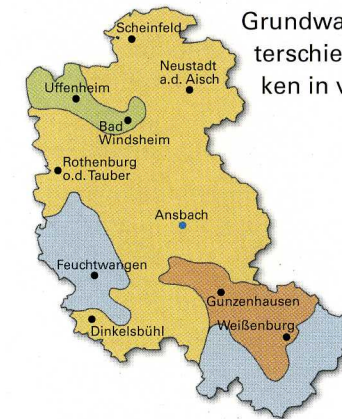 Grundwa
terschie
ken in v
Scheinfeld
Neustadt
a.d. Aisch
Uffenheim
Bad
Windsheim
Rothenburg
o.d. Tauber
Ansbach
Feuchtwangen
Gunzenhausen
Weißenburg
Dinkelsbühl